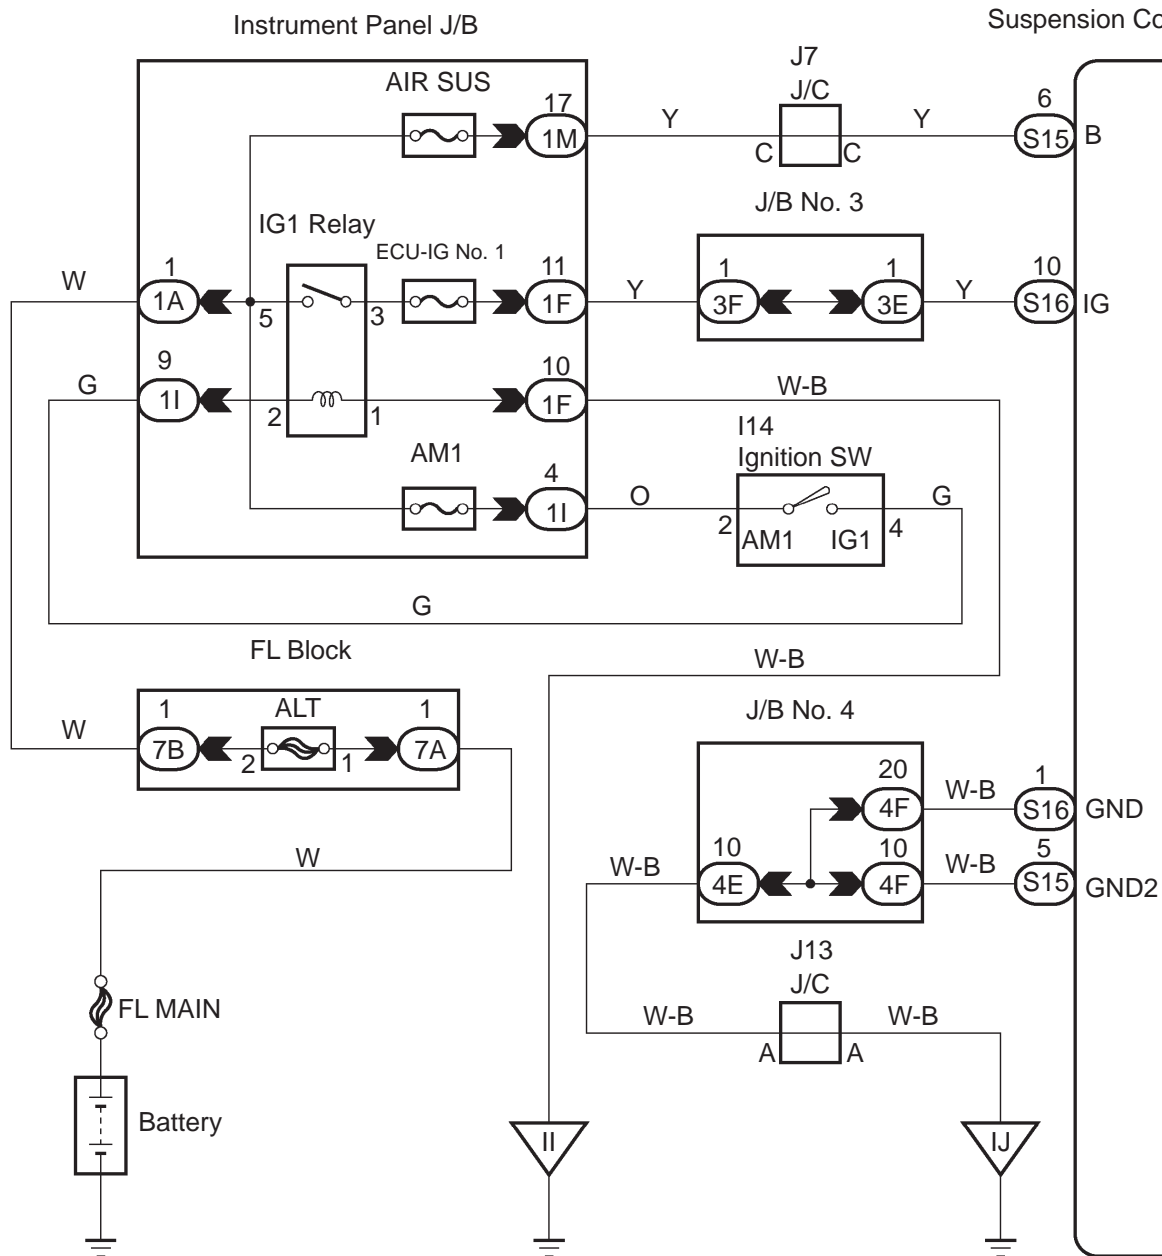 Instrument Panel J/B
Suspension Co
AIR SUS
J7
J/C
17
1M
Y
C
C
Y
6
S15
B
J/B No. 3
IG1 Relay
ECU-IG No. 1
W
1
1A
5
3
11
1F
Y
1
3F
1
3E
Y
10
S16
IG
9
1I
G
2
1
10
1F
W-B
I14
Ignition SW
AM1
4
1I
O
2
AM1
IG1
4
G
G
FL Block
W-B
J/B No. 4
W
1
7B
ALT
2
1
1
7A
20
4F
W-B
1
S16
GND
W
W-B
10
4E
10
4F
W-B
5
S15
GND2
J13
J/C
FL MAIN
W-B
A
A
W-B
Battery
II
IJ